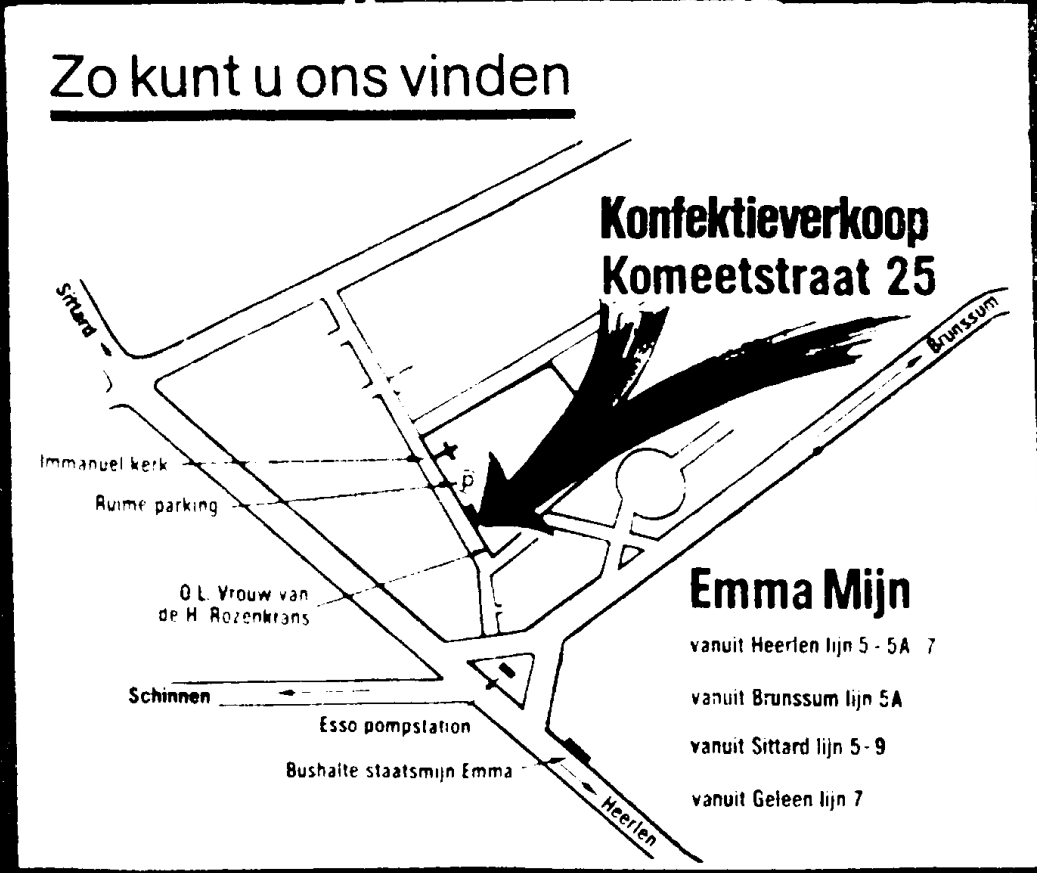 Zo kunt u ons vinden
Konfektieverkoop
Komeetstraat 25
Sittard
Brunssum
Immanuel kerk
p
Ruime parking
O.L. Vrouw van
de H. Rozenkrans
Emma Mijn
vanuit Heerlen lijn 5 - 5A 7
vanuit Brunssum lijn 5A
vanuit Sittard lijn 5-9
vanuit Geleen lijn 7
Schinnen
Esso pompstation
Bushalte staatsmijn Emma
Heerlen